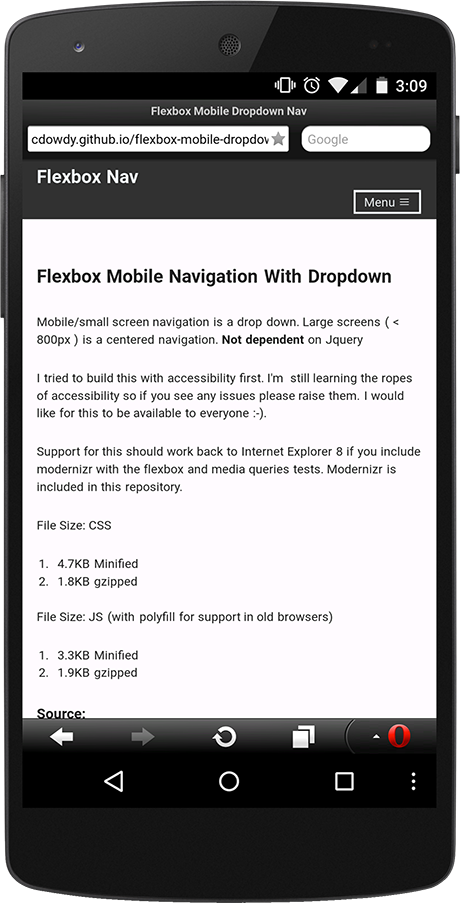 3:09
Flexbox Mobile Dropdown Nav
cdowdy.github.io/flexbox-mobile-dropdov
Google
Flexbox Nav
Menu ≡
Flexbox Mobile Navigation With Dropdown
Mobile/small screen navigation is a drop down. Large screens ( <
800px ) is a centered navigation. Not dependent on Jquery
I tried to build this with accessibility first. I'm still learning the ropes
of accessibility so if you see any issues please raise them. I would
like for this to be available to everyone :-).
Support for this should work back to Internet Explorer 8 if you include
modernizr with the flexbox and media queries tests. Modernizr is
included in this repository.
File Size: CSS
1. 4.7KB Minified
2. 1.8KB gzipped
File Size: JS (with polyfill for support in old browsers)
1. 3.3KB Minified
2. 1.9KB gzipped
Source: